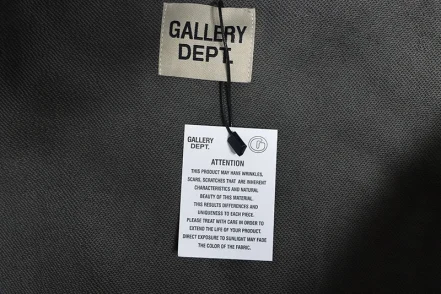 GALLERY
DEPT.
GALLERY
DEPT.
ATTENTION
THIS PRODUCT MAY HAVE WRINKLES,
SCARS, SCRATCHES THAT ARE INHERENT
CHARACTERISTICS AND NATURAL
BEAUTY OF THIS MATERIAL.
THIS RESULTS DIFFERENCES AND
UNIQUENESS TO EACH PIECE.
PLEASE TREAT WITH CARE IN ORDER TO
EXTEND THE LIFE OF YOUR PRODUCT.
DIRECT EXPOSURE TO SUNLIGHT MAY FADE
THE COLOR OF THE FABRIC.